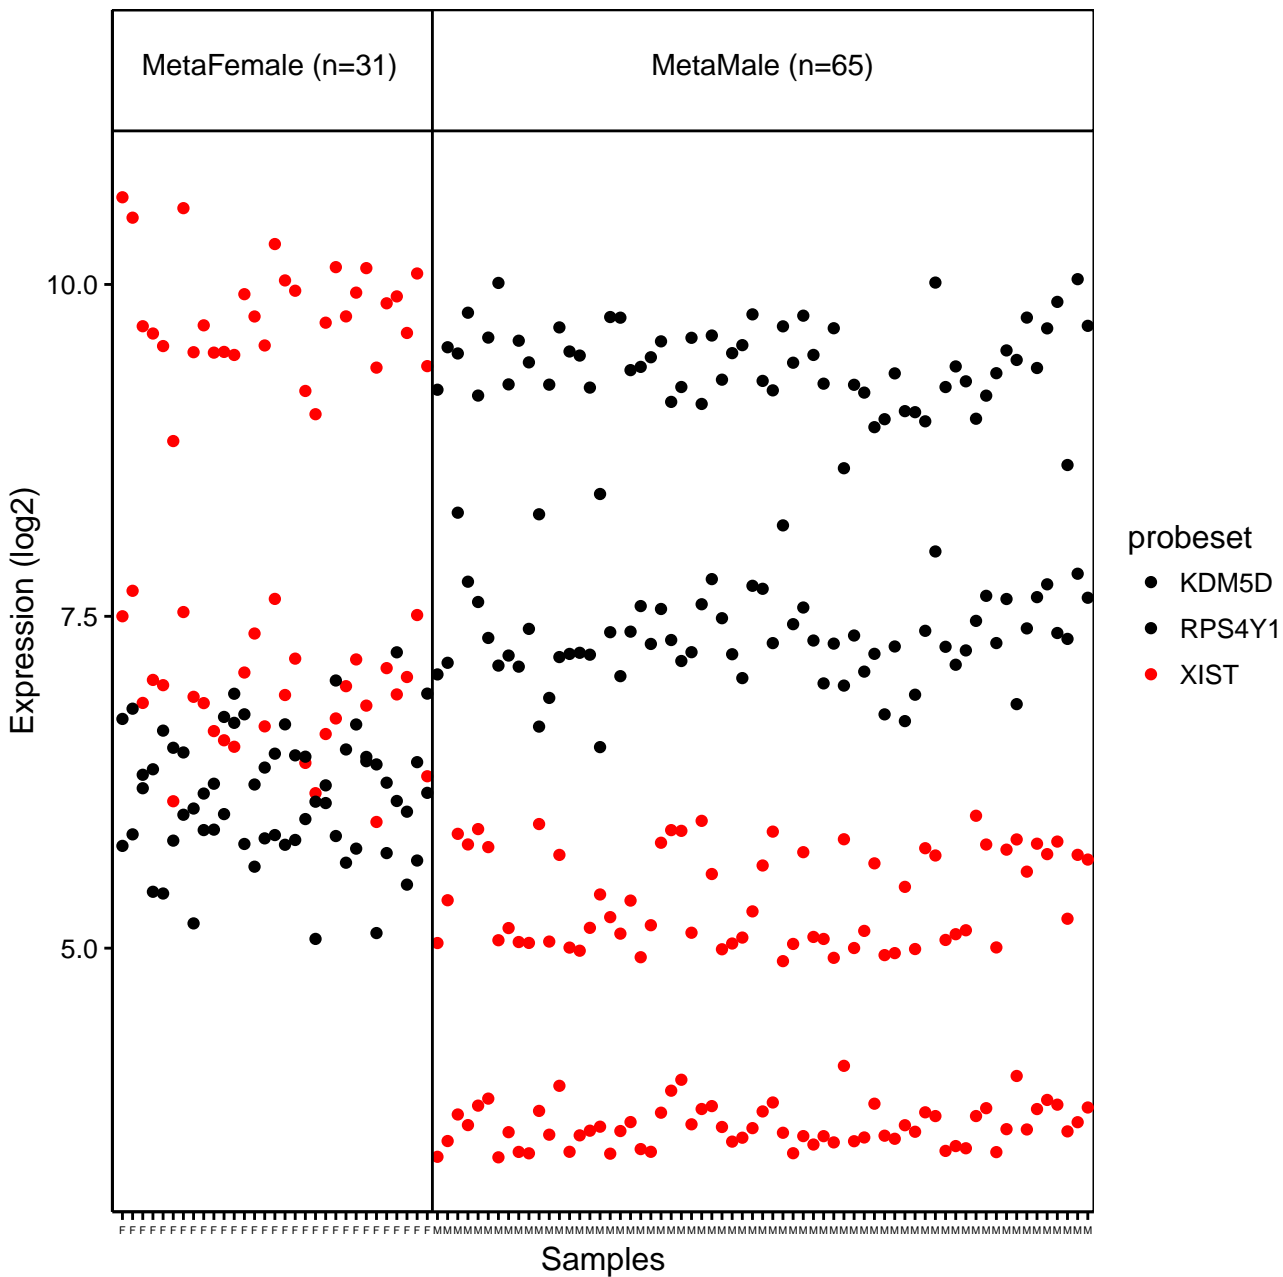 MetaFemale (n=31) MetaMale (n=65)
10.0
7.5
5.0
Expression (log2)
probeset
KDM5D
RPS4Y1
XIST
F F F F F F F F F F F F F F F F F F F F F F F F F F F F F F F M M M M M M M M M M M M M M M M M M M M M M M M M M M M M M M M M M M M M M M M M M M M M M M M M M M M M M M M M M M M M M M M M
Samples